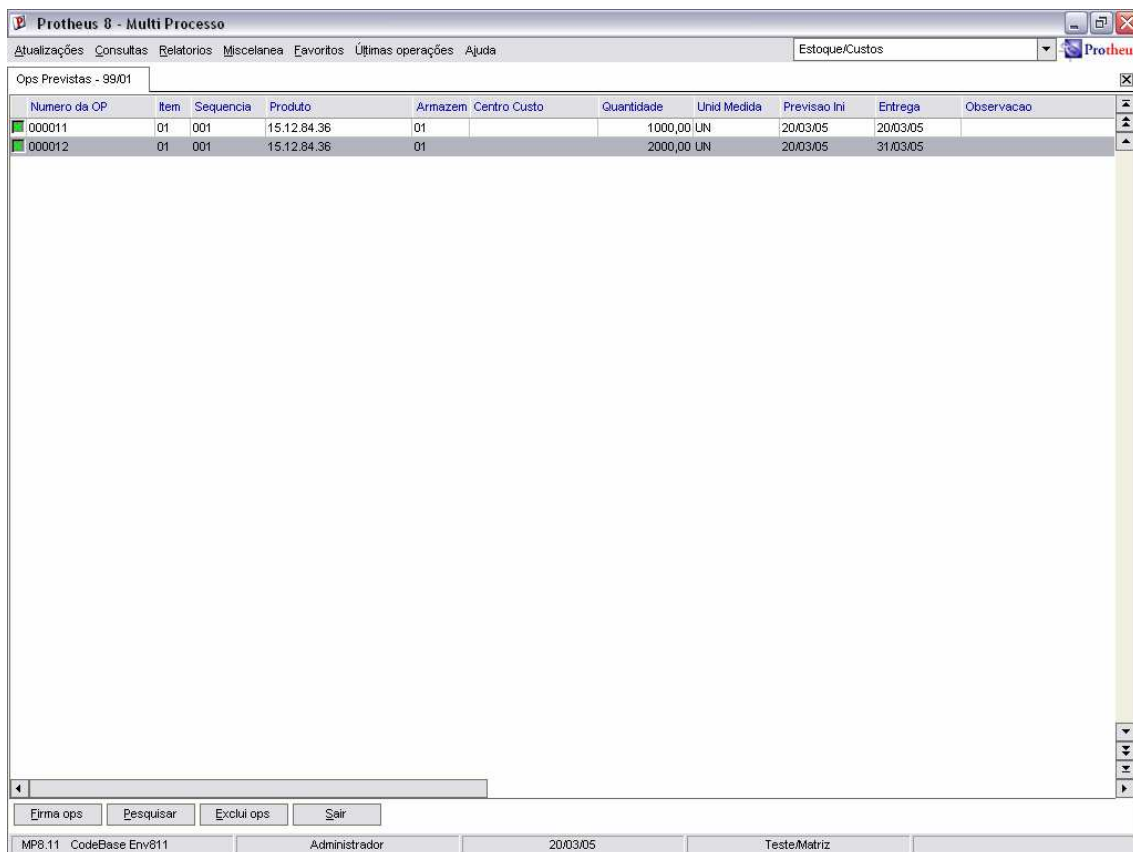 Protheus 8 - Multi Processo
Atualizações Consultas Relatorios Miscelanea Favoritos Últimas operações Ajuda Estoque/Custos Protheu
Ops Previstas - 99/01
Numero da OP Item Sequencia Produto Armazem Centro Custo Quantidade Unid Medida Previsao Ini Entrega Observacao
000011 01 001 15.12.84.36 01 1000,00 UN 20/03/05 20/03/05
000012 01 001 15.12.84.36 01 2000,00 UN 20/03/05 31/03/05
Firma ops Pesquisar Exclui ops Sair
MP8.11 CodeBase Env811 Administrador 20/03/05 Teste/Matriz